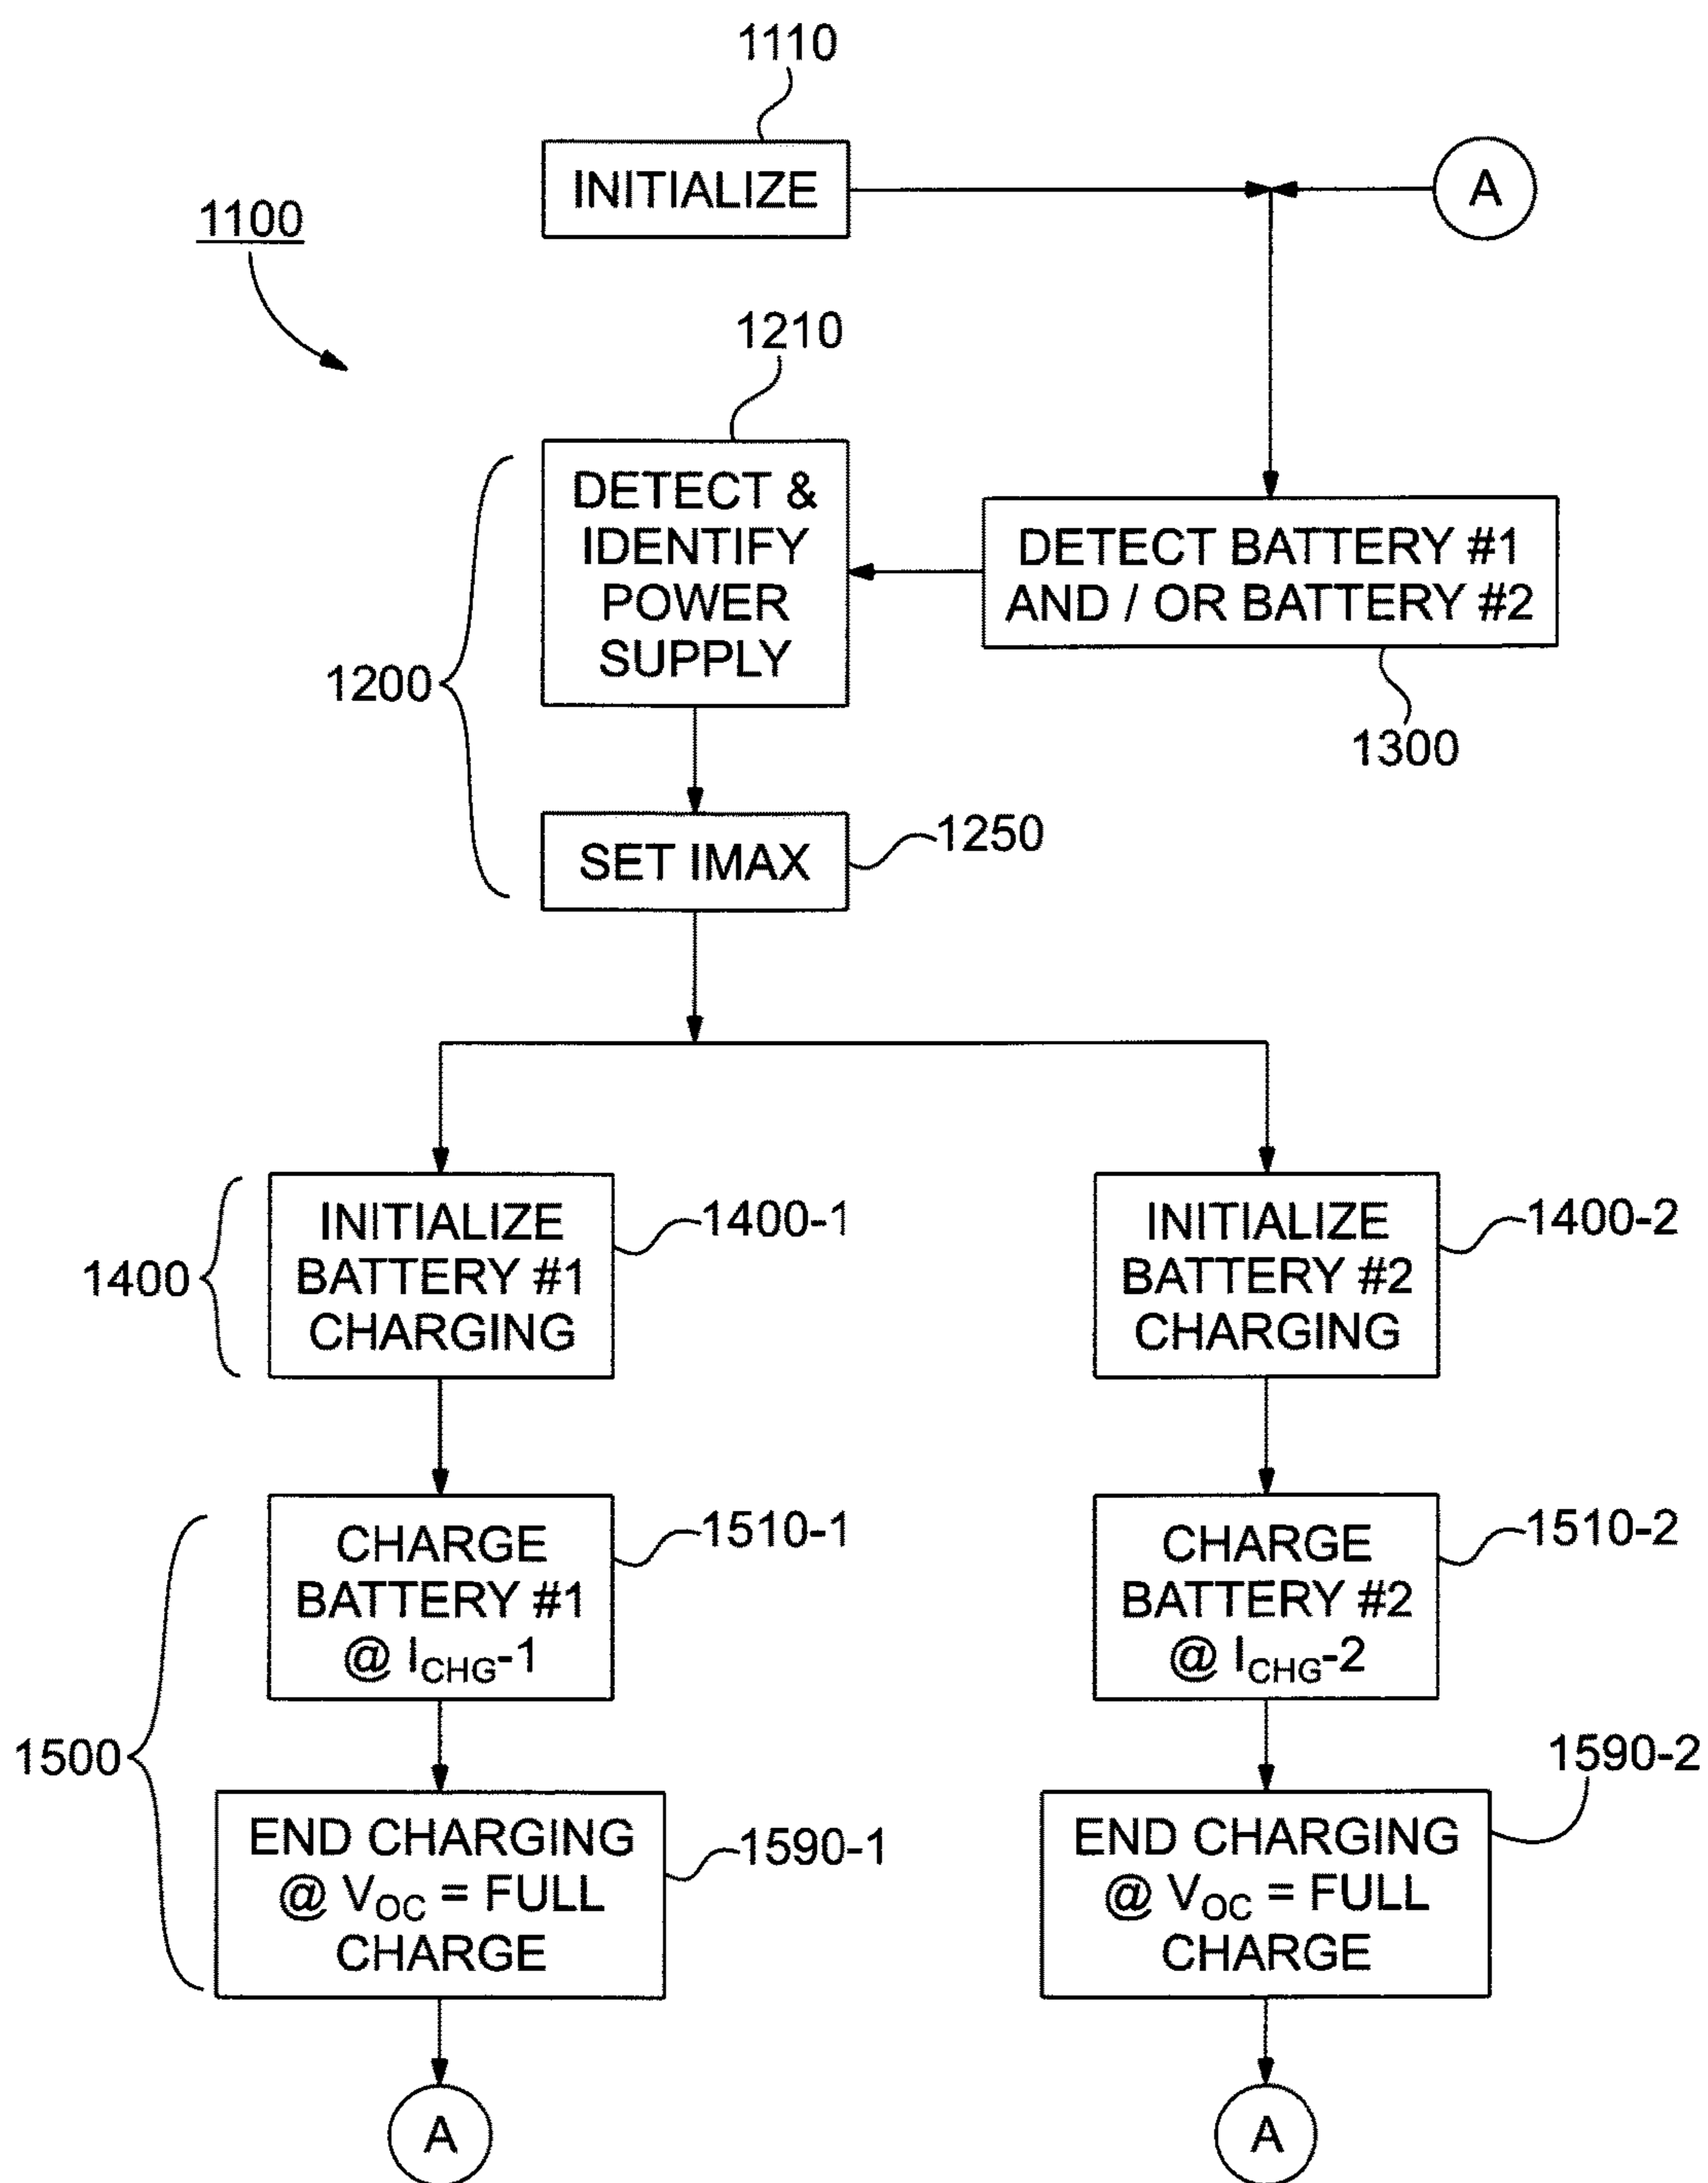 1110
INITIALIZE
A
1100
1210
DETECT &
IDENTIFY
POWER
SUPPLY
DETECT BATTERY #1
AND / OR BATTERY #2
1200
1300
SET IMAX
1250
INITIALIZE
BATTERY #1
CHARGING
1400-1
1400
INITIALIZE
BATTERY #2
CHARGING
1400-2
CHARGE
BATTERY #1
@ ICHG-1
1510-1
CHARGE
BATTERY #2
@ ICHG-2
1510-2
1500
END CHARGING
@ VOC = FULL
CHARGE
1590-1
END CHARGING
@ VOC = FULL
CHARGE
1590-2
A
A